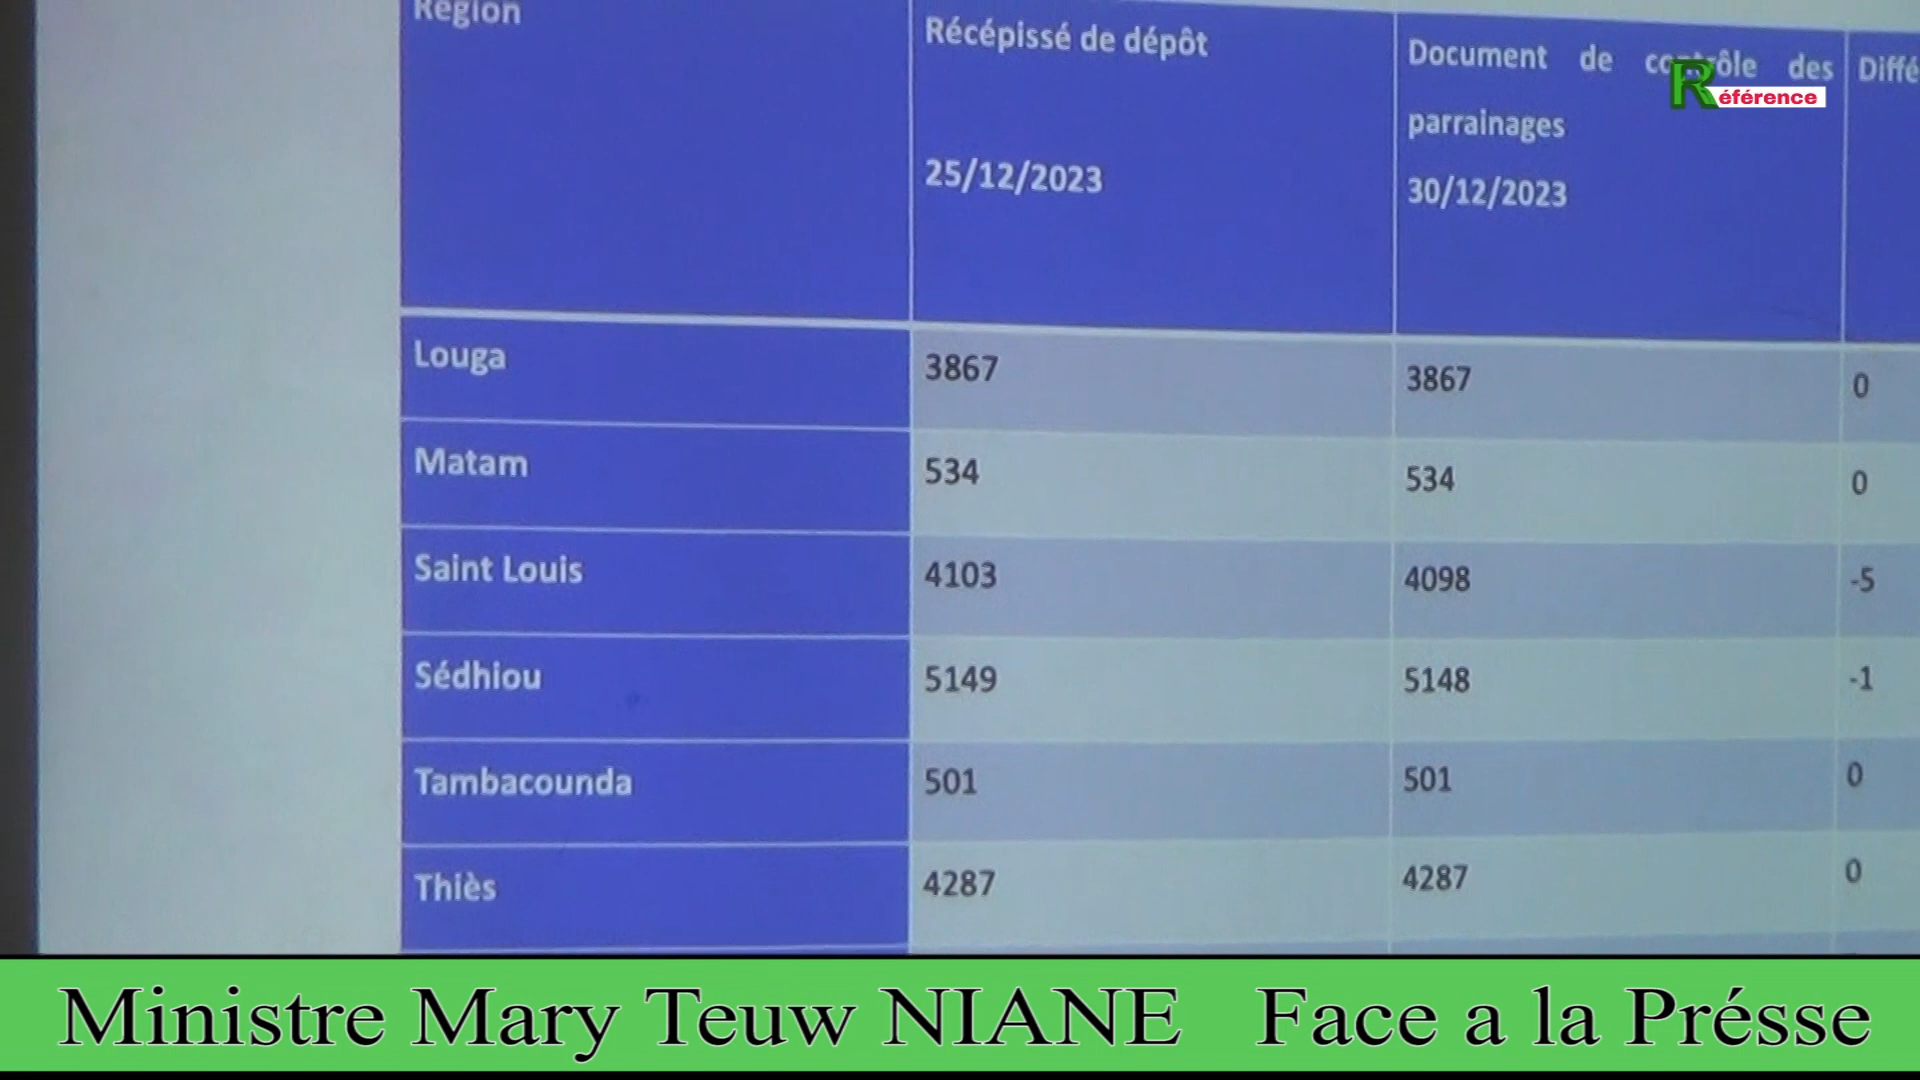 Région
Récépissé de dépôt
25/12/2023
Document de contrôle des
parrainages
30/12/2023
Diffé
Référence
Louga 3867 3867 0
Matam 534 534 0
Saint Louis 4103 4098 -5
Sédhiou 5149 5148 -1
Tambacounda 501 501 0
Thiès 4287 4287 0
Ministre Mary Teuw NIANE Face a la Présse